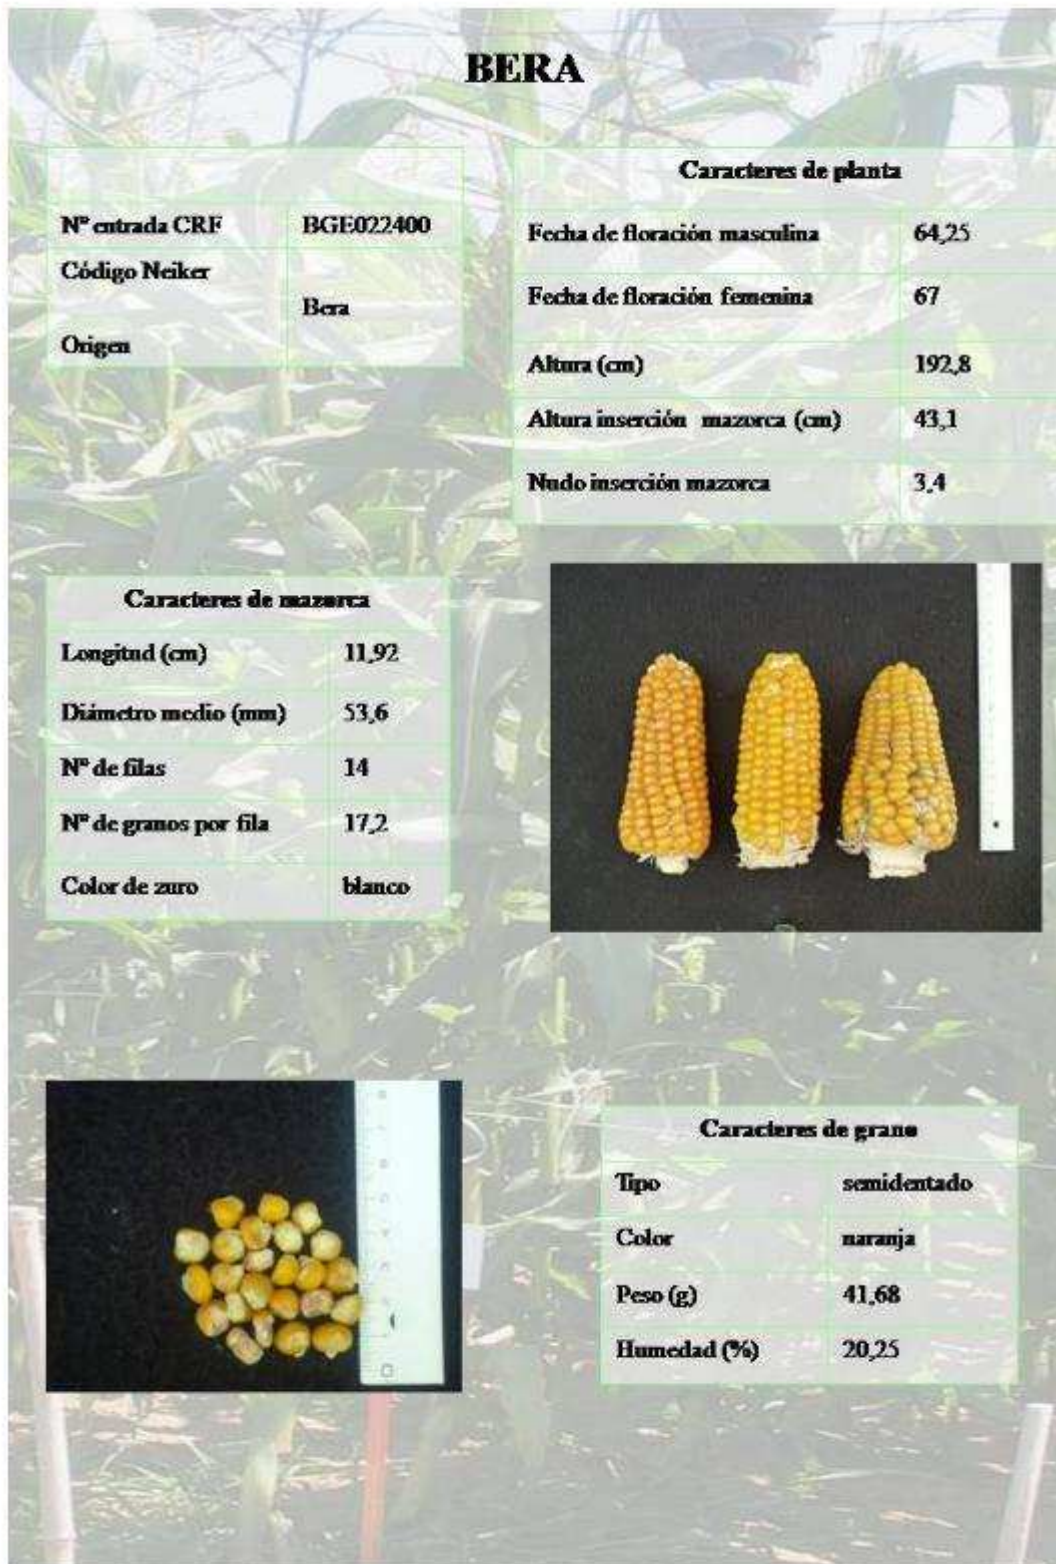 BERA
Nº entrada CRF BGE022400
Código Neiker
Bera
Origen
Caracteres de planta
Fecha de floración masculina 64,25
Fecha de floración femenina 67
Altura (cm) 192,8
Altura inserción mazorca (cm) 43,1
Nudo inserción mazorca 3,4
Caracteres de mazorca
Longitud (cm) 11,92
Diámetro medio (mm) 53,6
Nº de filas 14
Nº de granos por fila 17,2
Color de zuro blanco
Caracteres de grano
Tipo semidentado
Color naranja
Peso (g) 41,68
Humedad (%) 20,25